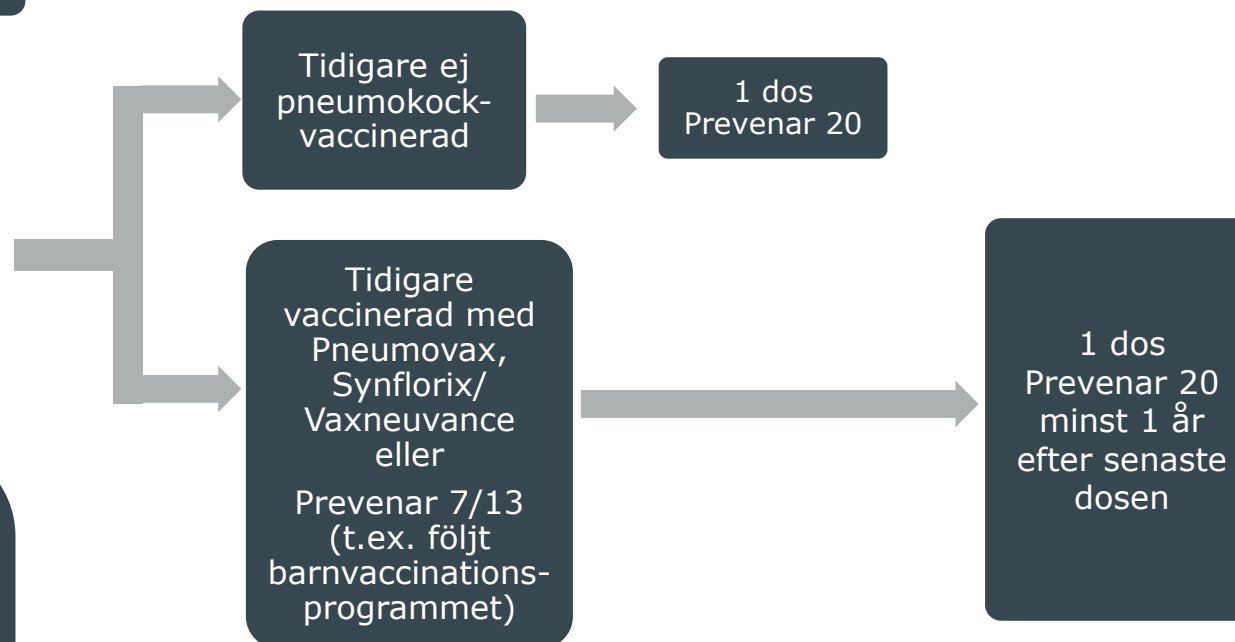 Tidigare ej
pneumokock-
vaccinerad
1 dos
Prevenar 20
Tidigare
vaccinerad med
Pneumovax,
Synflorix/
Vaxneuvance
eller
Prevenar 7/13
(t.ex. följt
barnvaccinations-
programmet)
1 dos
Prevenar 20
minst 1 år
efter senaste
dosen